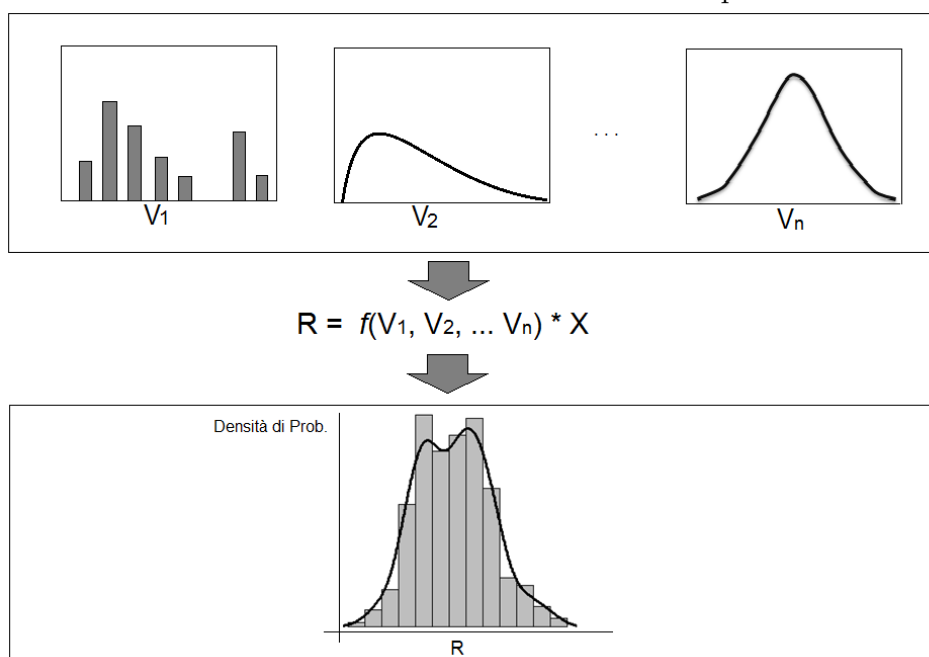 V1
V2
. . .
Vn
R = f(V1, V2, ... Vn) * X
Densità di Prob.
R